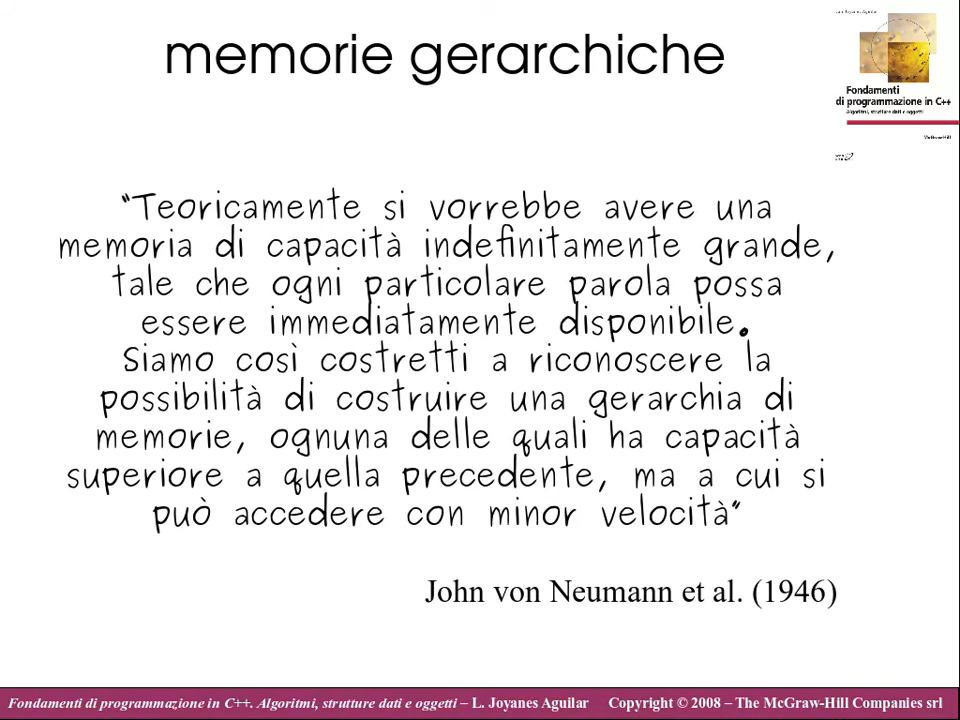 memorie gerarchiche
Fondamenti
di programmazione in C++
Algoritmi, strutture dati e oggetti
"Teoricamente si vorrebbe avere una
memoria di capacità indefinitamente grande,
tale che ogni particolare parola possa
essere immediatamente disponibile.
Siamo così costretti a riconoscere la
possibilità di costruire una gerarchia di
memorie, ognuna delle quali ha capacità
superiore a quella precedente, ma a cui si
può accedere con minor velocità"
John von Neumann et al. (1946)
Fondamenti di programmazione in C++. Algoritmi, strutture dati e oggetti – L. Joyanes Aguilar Copyright © 2008 – The McGraw-Hill Companies srl